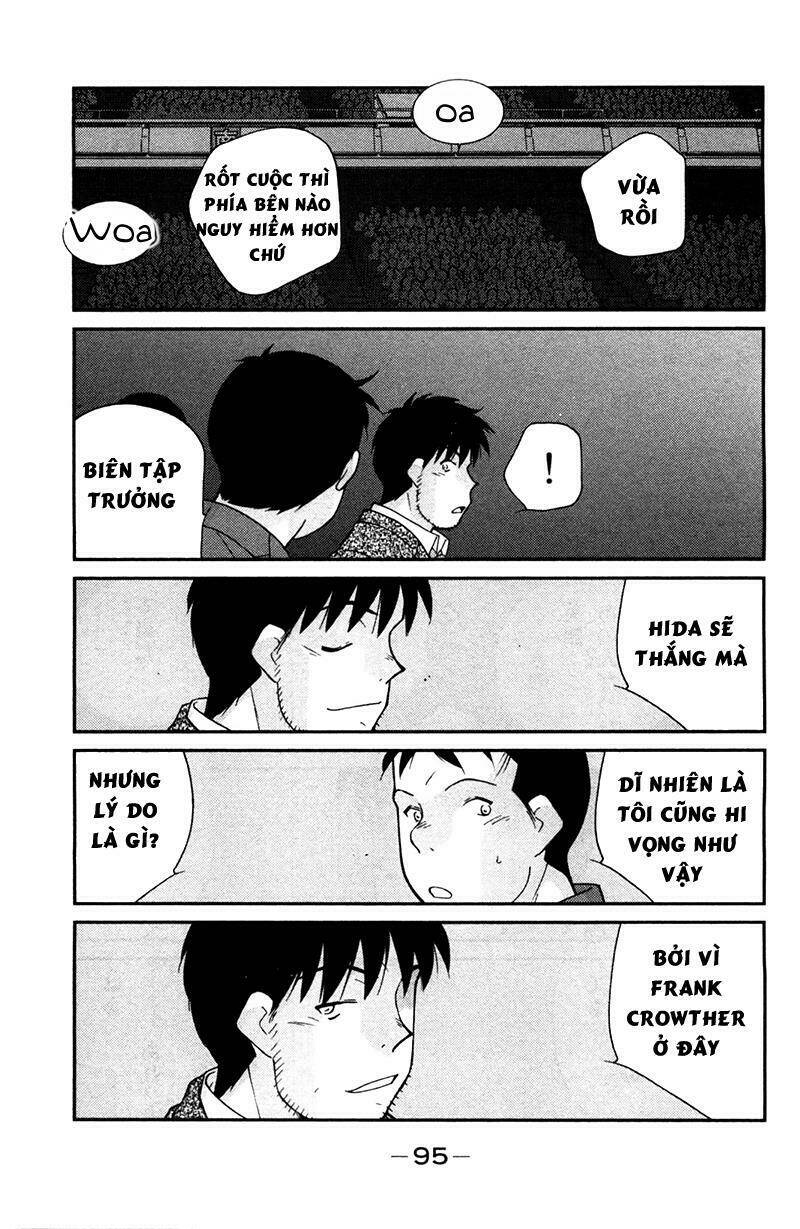 oa
VỪA
RỒI
RỐT CUỘC THÌ
PHÍA BÊN NÀO
NGUY HIỂM HƠN
CHỨ
Woa
!
BIÊN TẬP
TRƯỞNG
HIDA SẼ
THẮNG MÀ
DĨ NHIÊN LÀ
TÔI CŨNG HI
VỌNG NHƯ
VẬY
NHƯNG
LÝ DO
LÀ GÌ?
BỞI VÌ
FRANK
CROWTHER
Ở ĐÂY
—95—